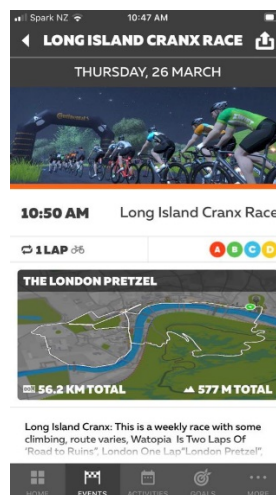 Spark NZ 10:47 AM
LONG ISLAND CRANX RACE
THURSDAY, 26 MARCH
10:50 AM Long Island Cranx Race
1 LAP A B C D
THE LONDON PRETZEL
56.2 KM TOTAL 577 M TOTAL
Long Island Cranx: This is a weekly race with some
climbing, route varies, Watopia Is Two Laps Of
'Road to Ruins", London One Lap"London Pretzel",
HOME EVENTS ACTIVITIES GOALS MORE